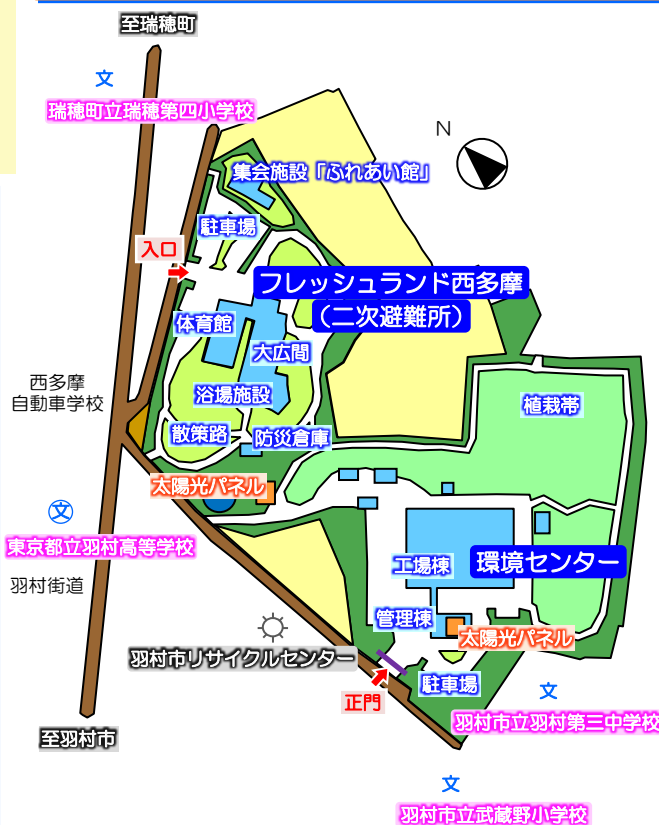 至瑞穂町
文
瑞穂町立瑞穂第四小学校
N
集会施設「ふれあい館」
駐車場
入口
フレッシュランド西多摩
（二次避難所）
体育館
大広間
西多摩
自動車学校
浴場施設
植栽帯
散策路
防災倉庫
太陽光パネル
文
東京都立羽村高等学校
工場棟
環境センター
羽村街道
管理棟
太陽光パネル
羽村市リサイクルセンター
駐車場
正門
文
羽村市立羽村第三中学校
至羽村市
文
羽村市立武蔵野小学校